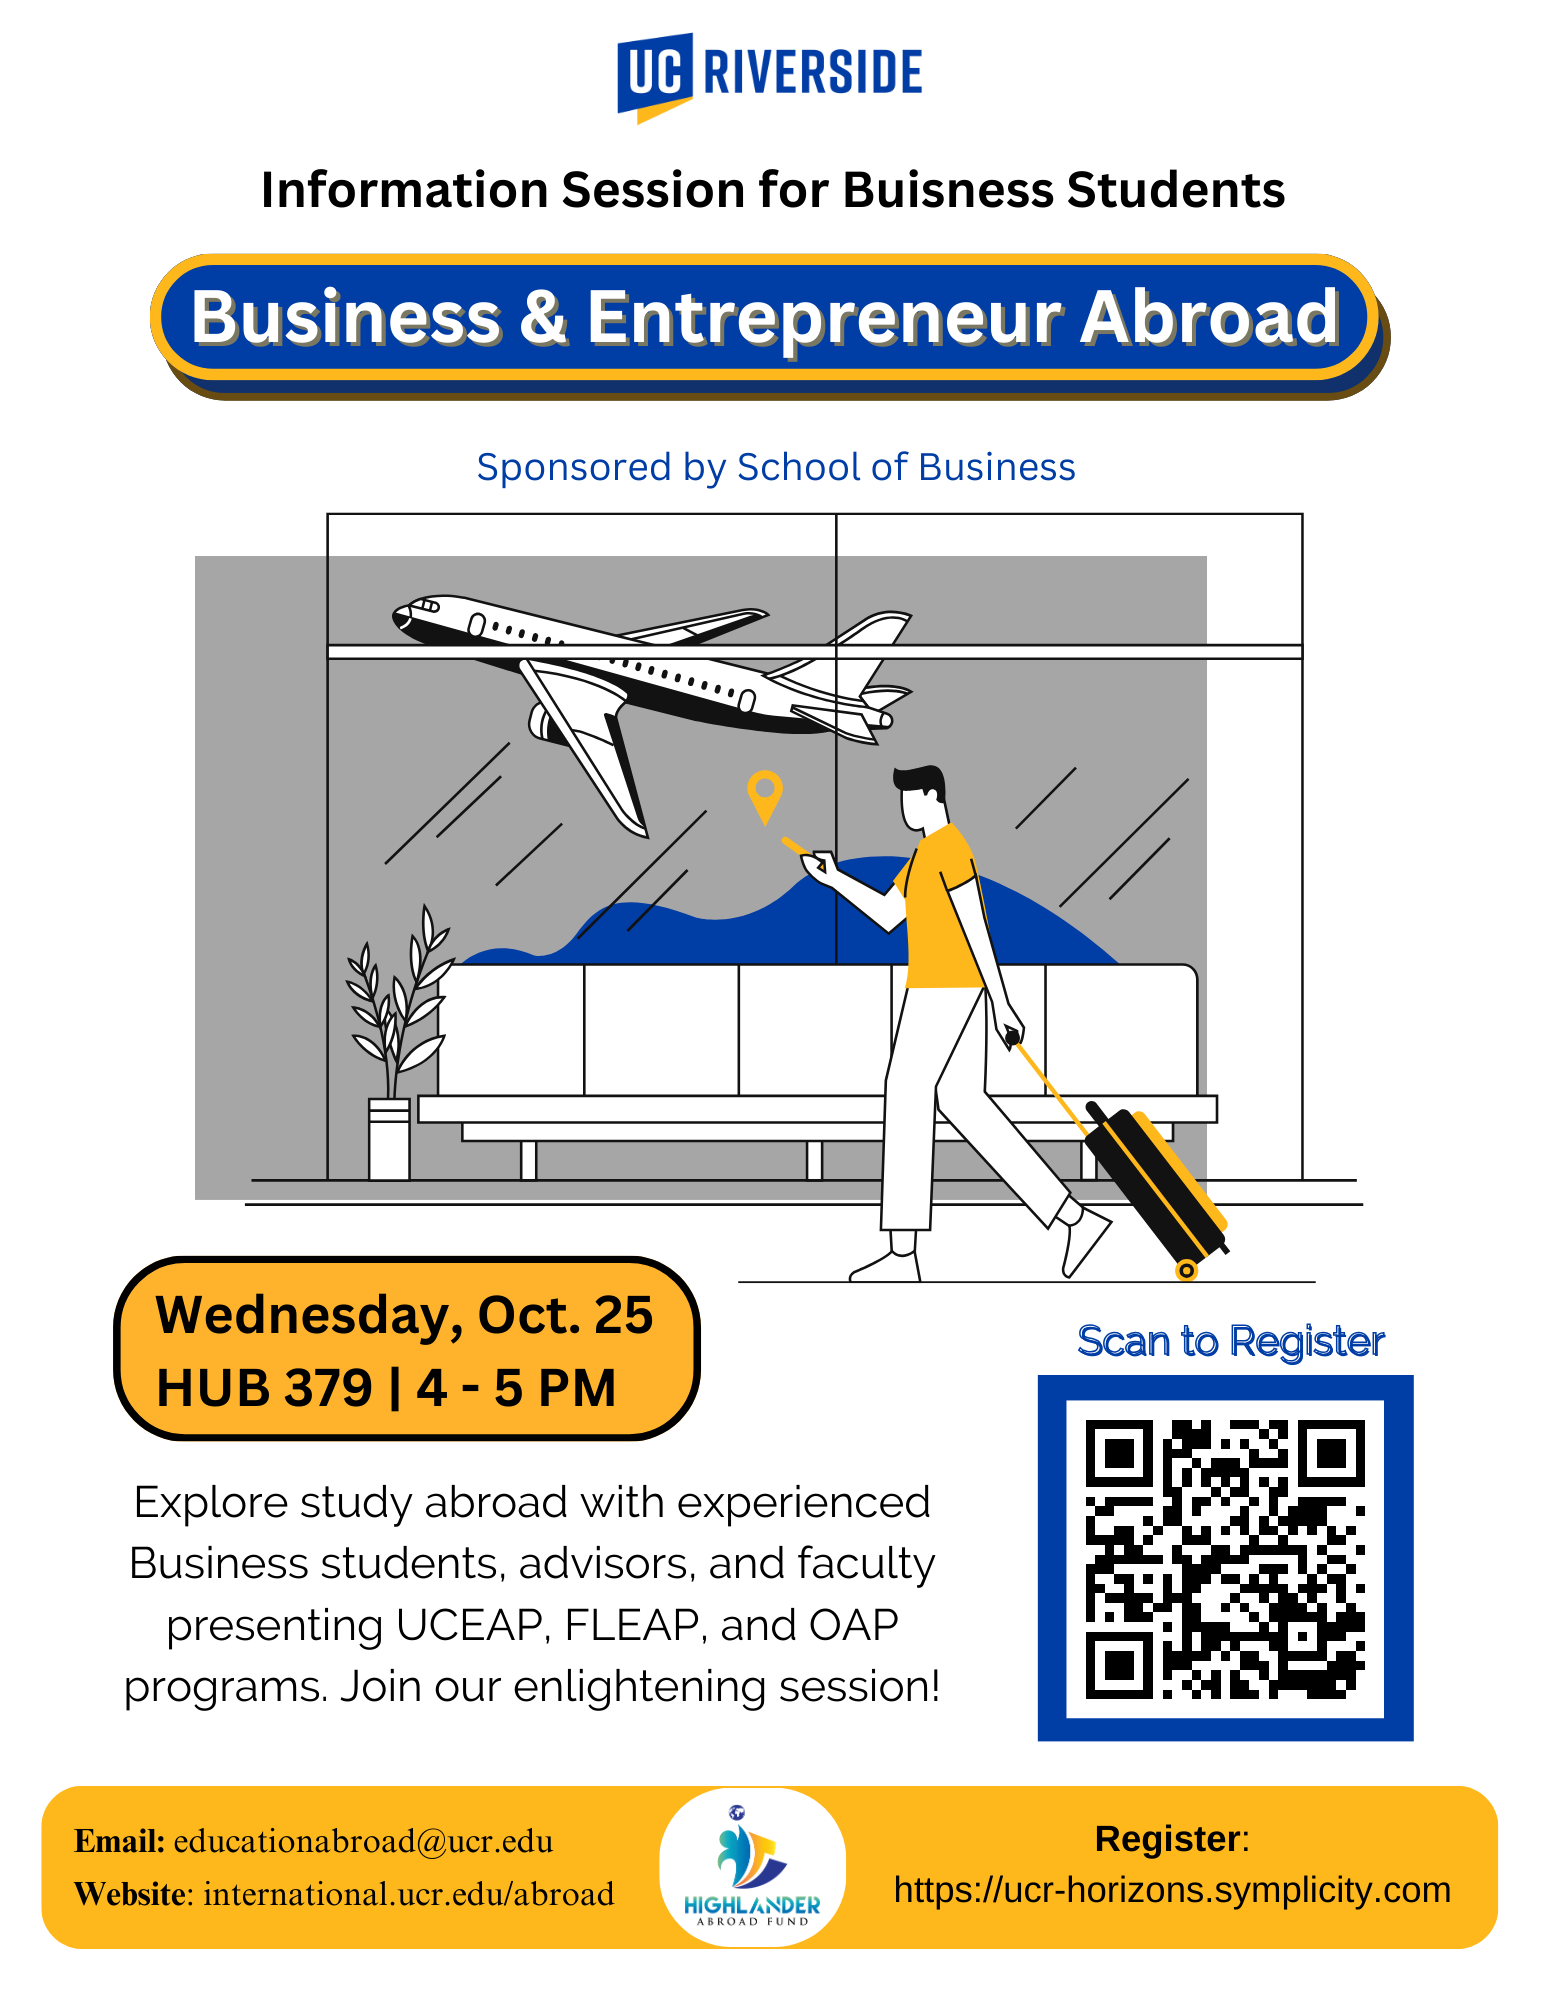 UC RIVERSIDE
Information Session for Buisness Students
Business & Entrepreneur Abroad
Sponsored by School of Business
Wednesday, Oct. 25
HUB 379 | 4 - 5 PM
Explore study abroad with experienced
Business students, advisors, and faculty
presenting UCEAP, FLEAP, and OAP
programs. Join our enlightening session!
Scan to Register
Email: educationabroad@ucr.edu
Website: international.ucr.edu/abroad
HIGHLANDER
ABROAD FUND
Register:
https://ucr-horizons.symplicity.com